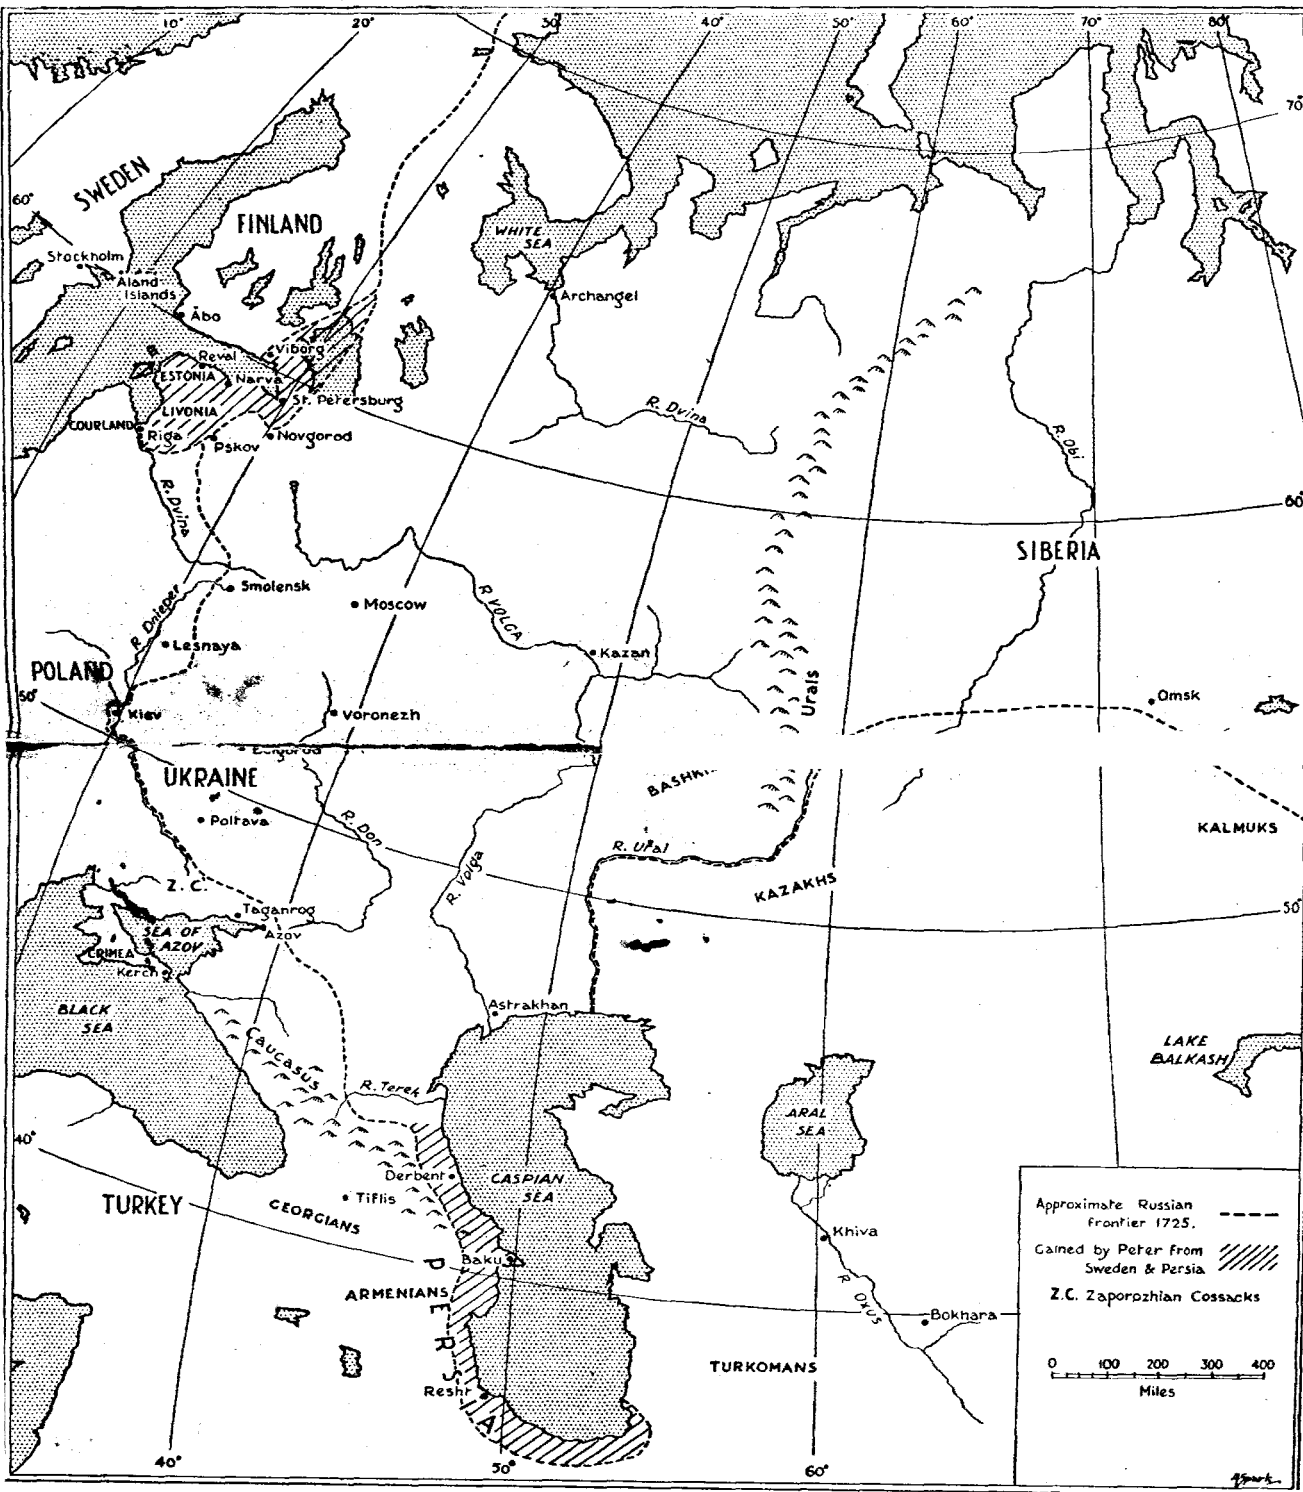 10°
20°
30°
40°
50°
60°
70°
80°
70°
SWEDEN
60°
FINLAND
WHITE
SEA
Stockholm
Åland
Islands
Archangel
Åbo
Viborg
Reval
ESTONIA
Narva
St. Petersburg
LIVONIA
R. Dvina
COURLAND
Riga
Pskov
Novgorod
R. Obi
R. Dvina
60°
SIBERIA
Smolensk
Moscow
R VOLGA
R Dnieper
Lesnaya
Kazan
POLAND
50°
Kiev
Voronezh
Urals
Omsk
UKRAINE
BASHKI
Poltava
R. Don
KALMUKS
R. Ural
R. Volga
KAZAKHS
Z. C.
Taganrog
50°
SEA OF
AZOV
Azov
CRIMEA
Kerch
Astrakhan
BLACK
SEA
Caucasus
LAKE
BALKASH
R. Terek
ARAL
SEA
40°
Derbent
CASPIAN
SEA
Tiflis
TURKEY
GEORGIANS
Khiva
Baku
PERSIA
ARMENIANS
R Oxus
Bokhara
TURKOMANS
Resht
40°
50°
60°
Approximate Russian
frontier 1725.
Gained by Peter from
Sweden & Persia
Z.C. Zaporozhian Cossacks
0 100 200 300 400
Miles